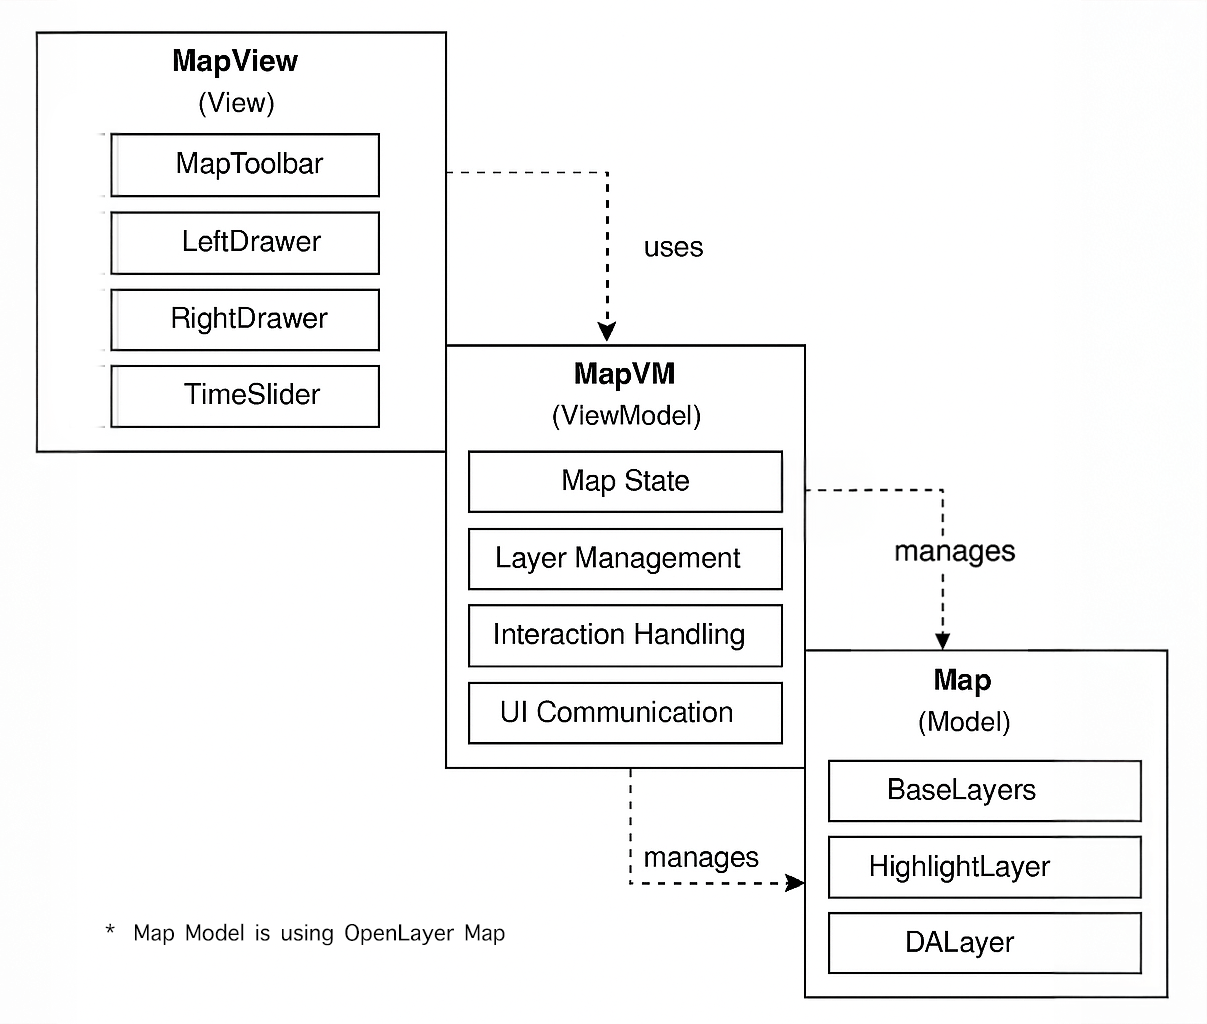 MapView
(View)
MapToolbar
LeftDrawer
RightDrawer
TimeSlider
uses
MapVM
(ViewModel)
Map State
Layer Management
Interaction Handling
UI Communication
manages
Map
(Model)
BaseLayers
HighlightLayer
DALayer
manages
* Map Model is using OpenLayer Map